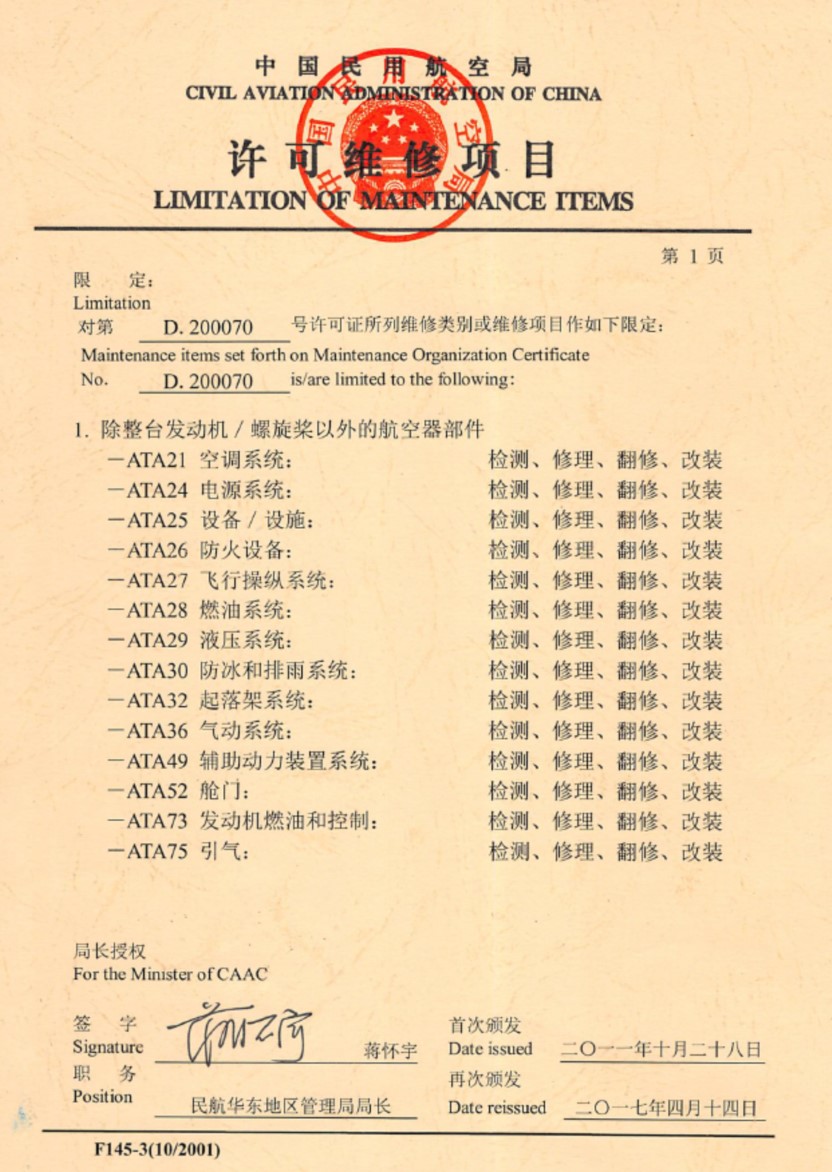 中国民用航空局
CIVIL AVIATION ADMINISTRATION OF CHINA
许可维修项目
LIMITATION OF MAINTENANCE ITEMS
中国民用航空局
第 1 页
限 定:
Limitation
对第 D. 200070 号许可证所列维修类别或维修项目作如下限定:
Maintenance items set forth on Maintenance Organization Certificate
No. D. 200070 is/are limited to the following:
1. 除整台发动机/螺旋桨以外的航空器部件
—ATA21 空调系统: 检测、修理、翻修、改装
—ATA24 电源系统: 检测、修理、翻修、改装
—ATA25 设备/设施: 检测、修理、翻修、改装
—ATA26 防火设备: 检测、修理、翻修、改装
—ATA27 飞行操纵系统: 检测、修理、翻修、改装
—ATA28 燃油系统: 检测、修理、翻修、改装
—ATA29 液压系统: 检测、修理、翻修、改装
—ATA30 防冰和排雨系统: 检测、修理、翻修、改装
—ATA32 起落架系统: 检测、修理、翻修、改装
—ATA36 气动系统: 检测、修理、翻修、改装
—ATA49 辅助动力装置系统: 检测、修理、翻修、改装
—ATA52 舱门: 检测、修理、翻修、改装
—ATA73 发动机燃油和控制: 检测、修理、翻修、改装
—ATA75 引气: 检测、修理、翻修、改装
局长授权
For the Minister of CAAC
签 字
Signature 蒋怀宇
职 务
Position 民航华东地区管理局局长
首次颁发
Date issued 二〇一一年十月二十八日
再次颁发
Date reissued 二〇一七年四月十四日
F145-3(10/2001)